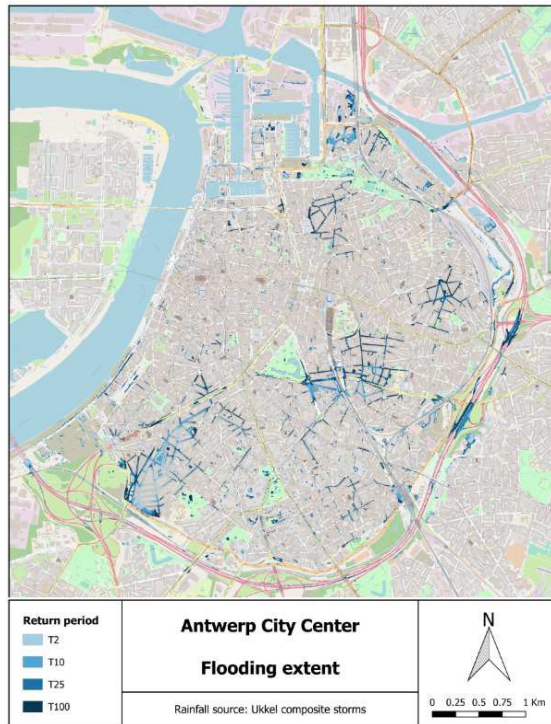 Return period
T2
T10
T25
T100
Antwerp City Center
Flooding extent
Rainfall source: Ukkel composite storms
N
0 0.25 0.5 0.75 1 Km